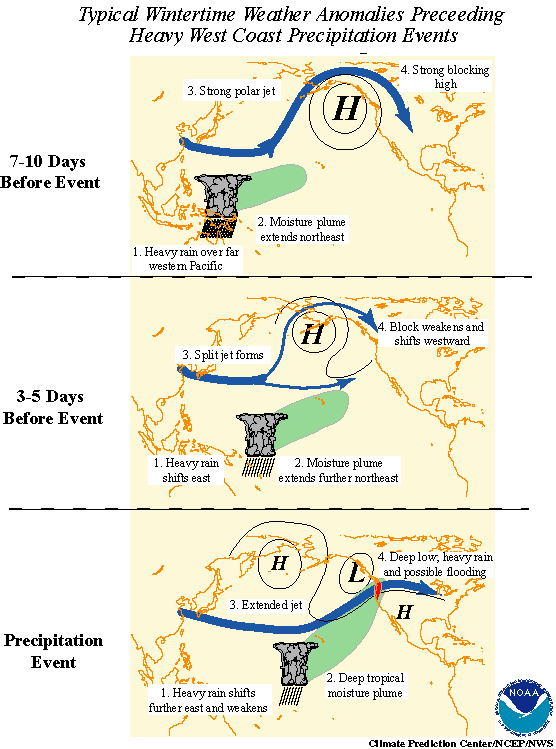 Typical Wintertime Weather Anomalies Preceeding
Heavy West Coast Precipitation Events
7-10 Days
Before Event
3. Strong polar jet
4. Strong blocking
high
H
2. Moisture plume
extends northeast
1. Heavy rain over far
western Pacific
3-5 Days
Before Event
3. Split jet forms
H
4. Block weakens and
shifts westward
1. Heavy rain
shifts east
2. Moisture plume
extends further northeast
Precipitation
Event
H
L
4. Deep low, heavy rain
and possible flooding
3. Extended jet
H
1. Heavy rain shifts
further east and weakens
2. Deep tropical
moisture plume
NOAA
Climate Prediction Center/NCEP/NWS